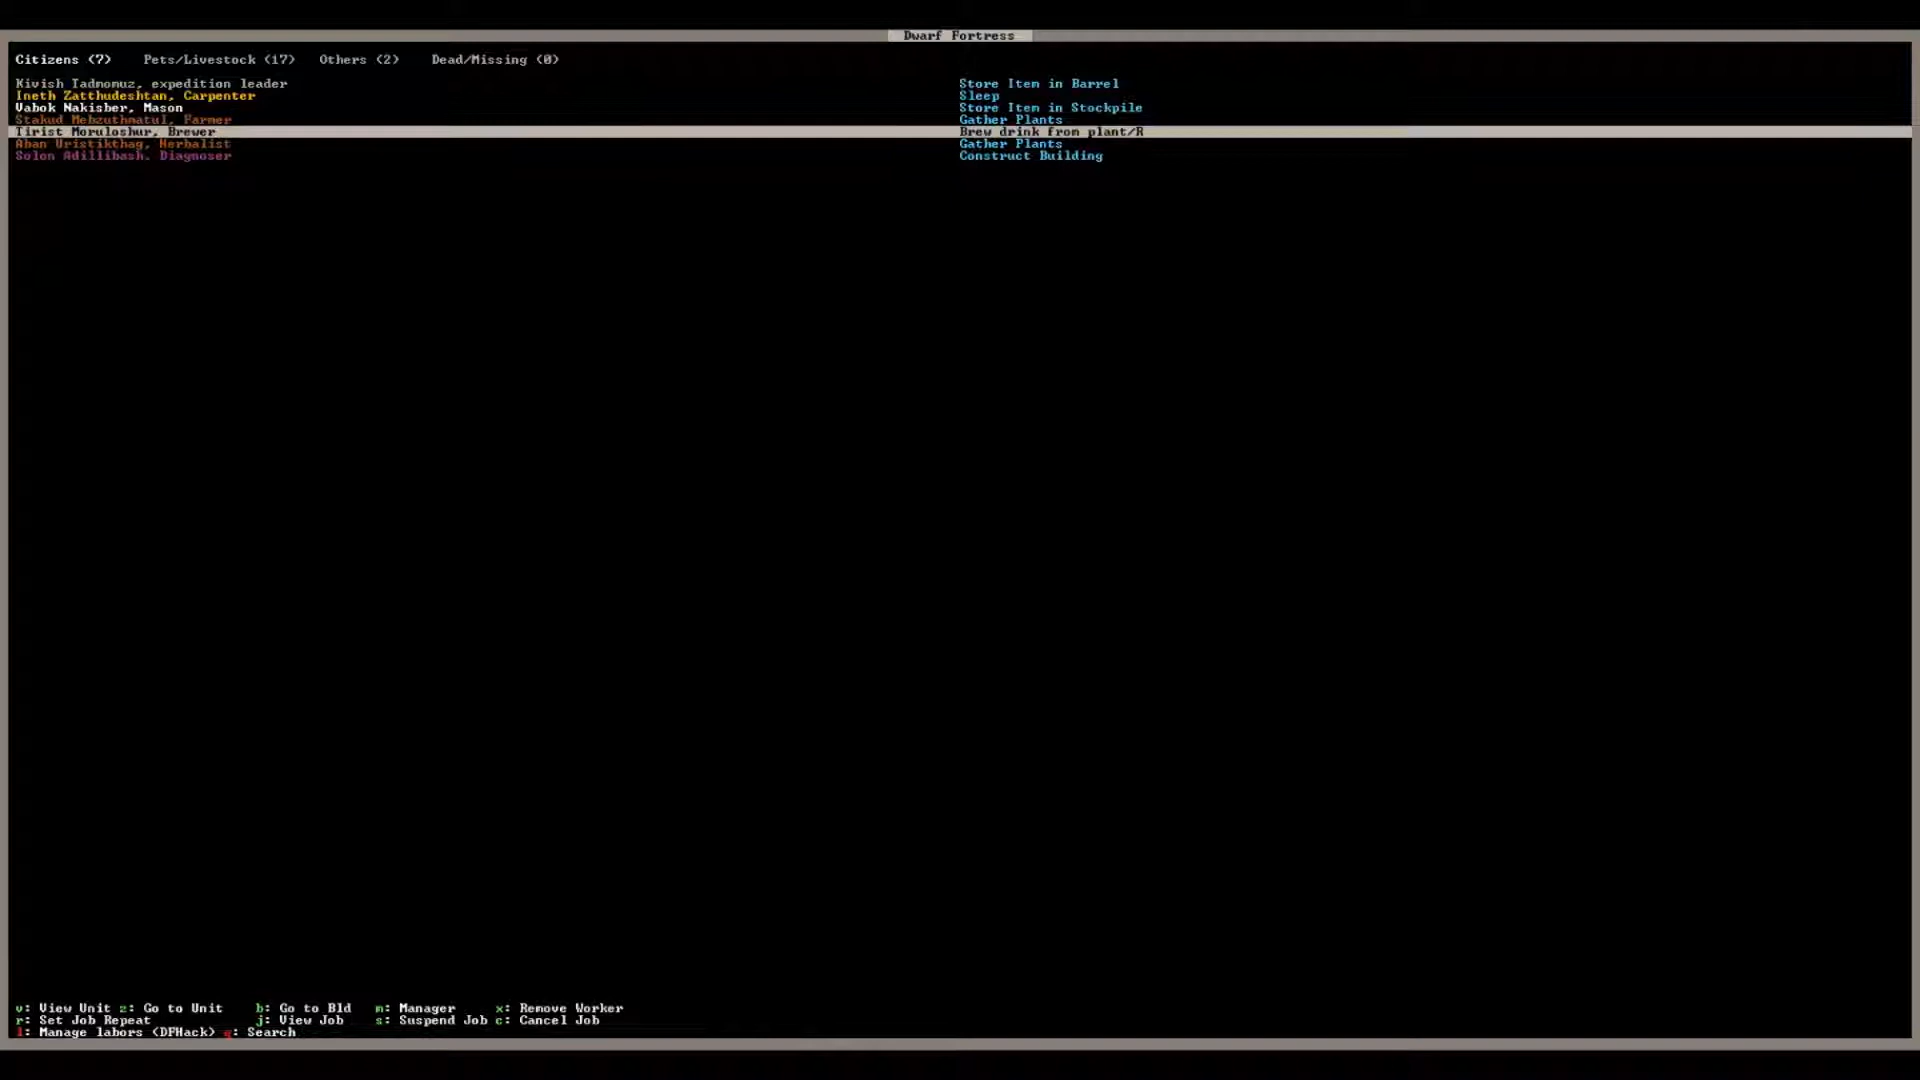 Dwarf Fortress
Citizens (7) Pets/Livestock (17) Others (2) Dead/Missing (0)
Kivish Tadmomuz, expedition leader Store Item in Barrel
Ineth Zatthudeshtan, Carpenter Sleep
Vabok Nakisber, Mason Store Item in Stockpile
Stakud Mebzuthmatul, Farmer Gather Plants
Tirist Moruloshur, Brewer Brew drink from plant/R
Aban Uristikthag, Herbalist Gather Plants
Solon Adillibash, Diagnoser Construct Building
v: View Unit z: Go to Unit b: Go to Bld m: Manager x: Remove Worker
r: Set Job Repeat j: View Job s: Suspend Job c: Cancel Job
l: Manage labors (DFHack) q: Search